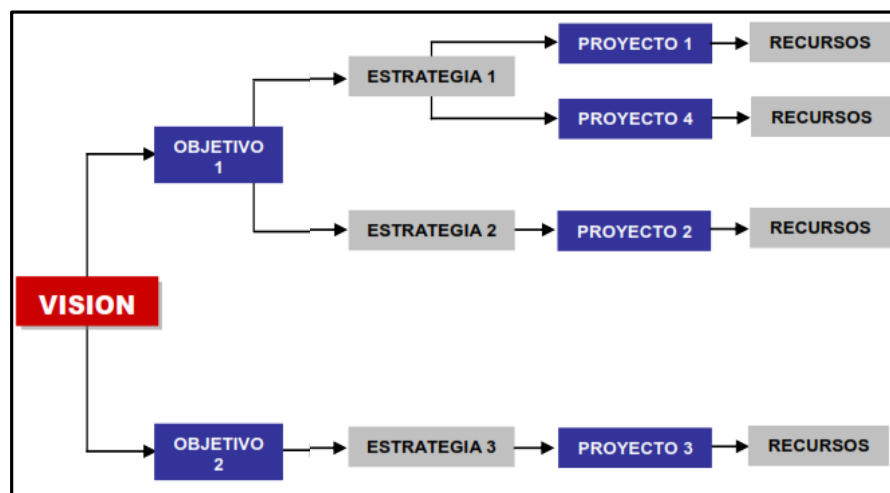 PROYECTO 1
RECURSOS
ESTRATEGIA 1
PROYECTO 4
RECURSOS
OBJETIVO
1
ESTRATEGIA 2
PROYECTO 2
RECURSOS
VISION
OBJETIVO
2
ESTRATEGIA 3
PROYECTO 3
RECURSOS